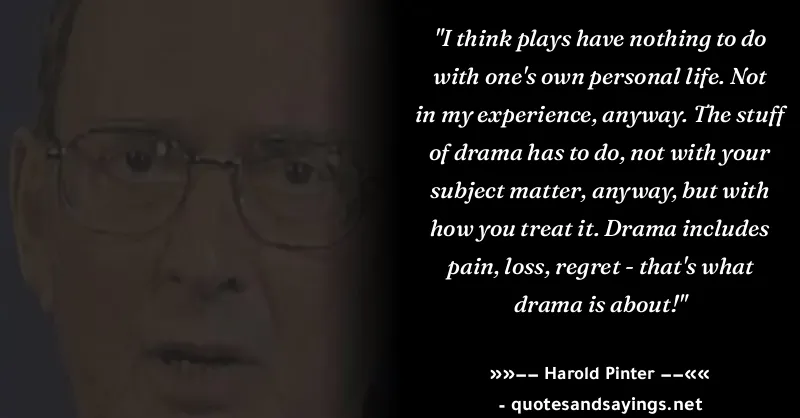 "I think plays have nothing to do
with one's own personal life. Not
in my experience, anyway. The stuff
of drama has to do, not with your
subject matter, anyway, but with
how you treat it. Drama includes
pain, loss, regret - that's what
drama is about!"
»»−− Harold Pinter −−««
- quotesandsayings.net